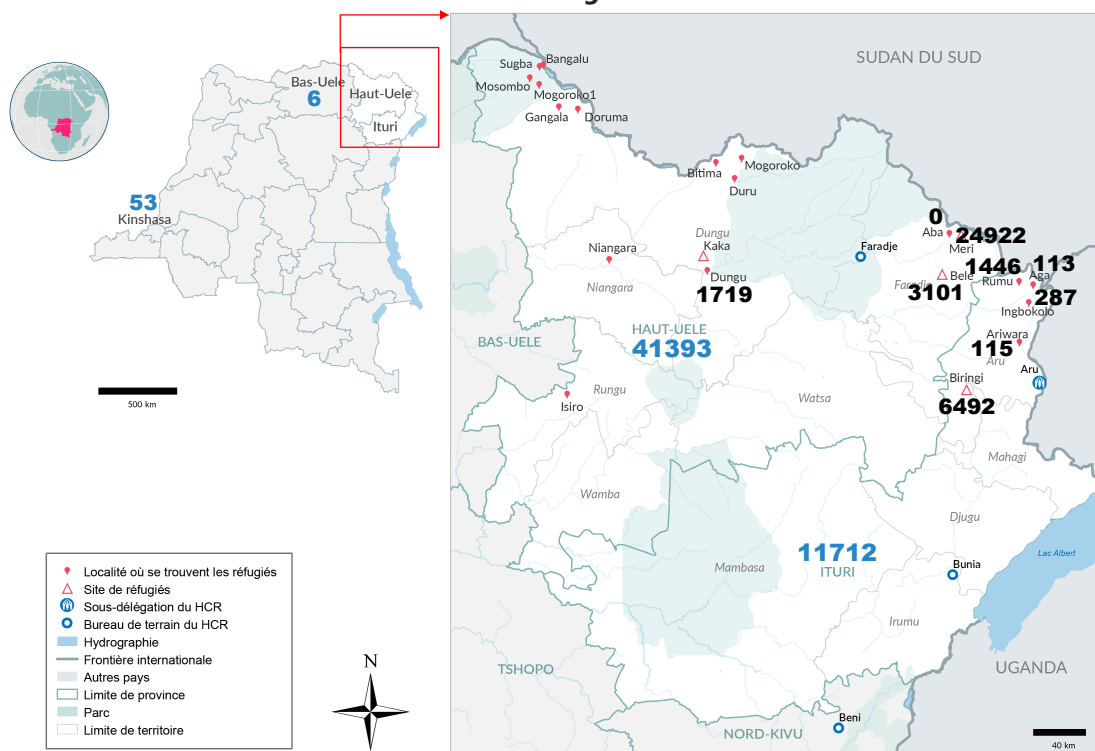 SUDAN DU SUD
Bas-Uele
6
Haut-Uele
Ituri
53
Kinshasa
500 km
Sugba
Bangalu
Mosombo
Mogoroko1
Gangala
Doruma
Bitima
Mogoroko
Duru
Dungu
Kaka
Niangara
Niangara
Dungu
1719
Faradje
0
Aba
24922
Meri
Bele
Faradje
3101
1446
113
Rumu
Aga
287
Ingbokolo
Ariwara
115
Aru
Aru
Biringi
6492
HAUT-UELE
41393
BAS-UELE
Rungu
Isiro
Watsa
Mahagi
Wamba
Djugu
11712
ITURI
Mambasa
Bunia
Lac Albert
Irumu
TSHOPO
UGANDA
Beni
NORD-KIVU
40 km
Localité où se trouvent les réfugiés
Site de réfugiés
Sous-délégation du HCR
Bureau de terrain du HCR
Hydrographie
Frontière internationale
Autres pays
Limite de province
Parc
Limite de territoire
N